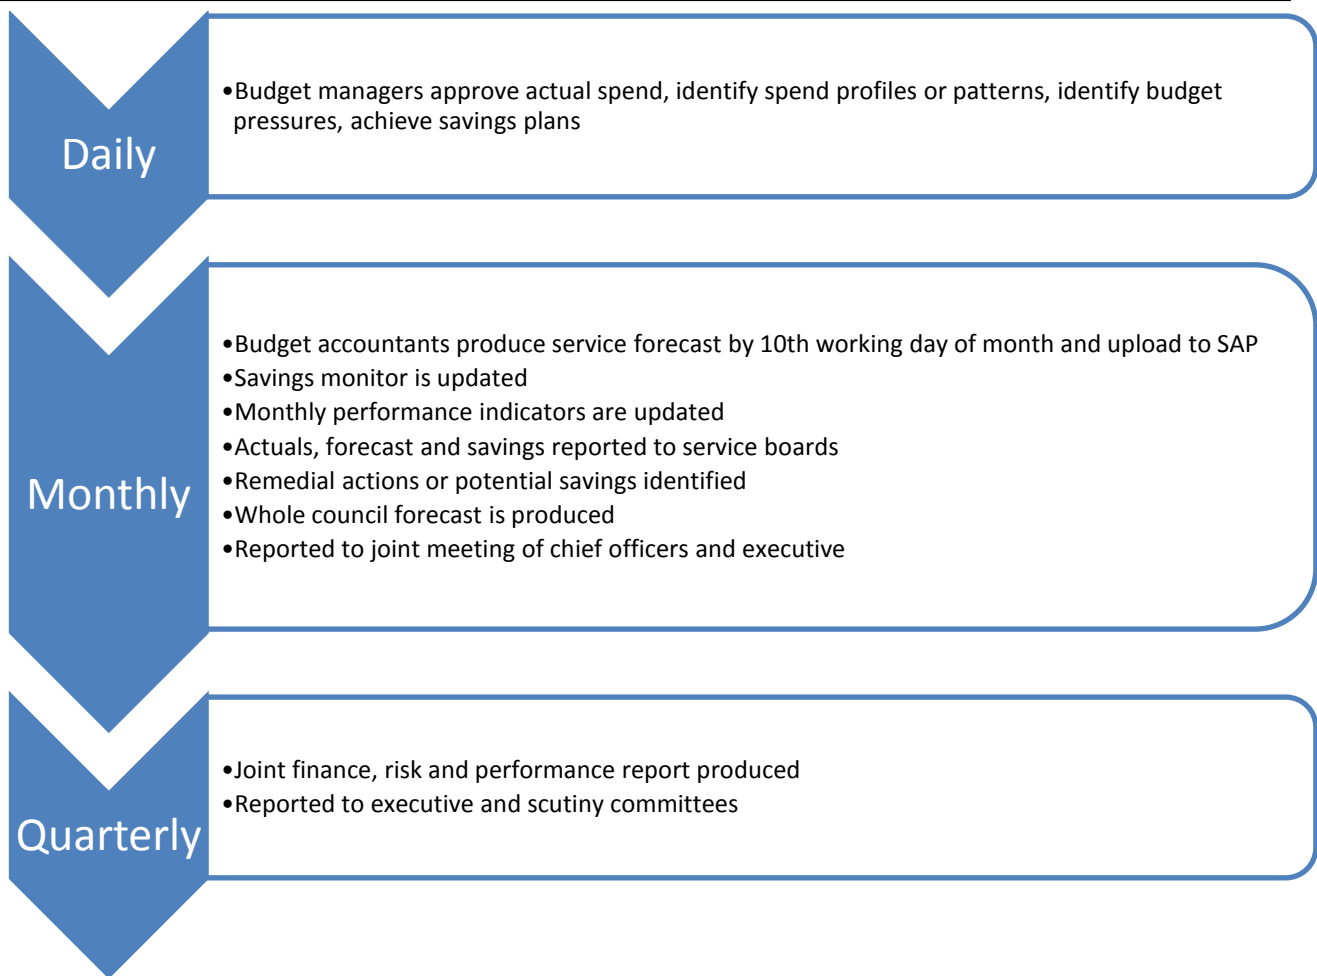 Daily
•Budget managers approve actual spend, identify spend profiles or patterns, identify budget
pressures, achieve savings plans
Monthly
•Budget accountants produce service forecast by 10th working day of month and upload to SAP
•Savings monitor is updated
•Monthly performance indicators are updated
•Actuals, forecast and savings reported to service boards
•Remedial actions or potential savings identified
•Whole council forecast is produced
•Reported to joint meeting of chief officers and executive
Quarterly
•Joint finance, risk and performance report produced
•Reported to executive and scutiny committees